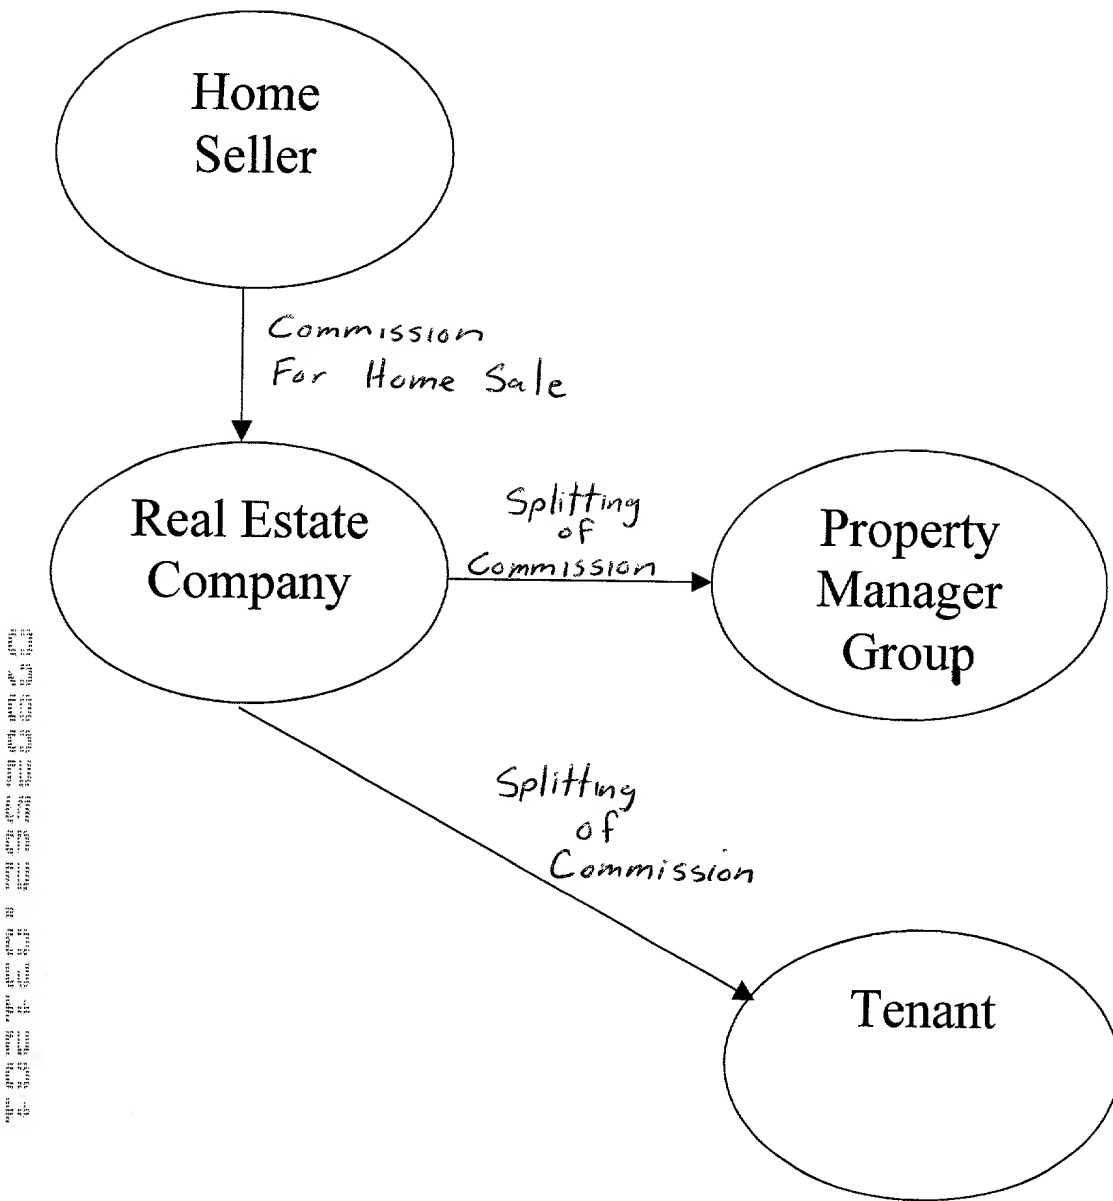 Home
Seller
Commission
For Home Sale
Real Estate
Company
Splitting
of
Commission
Property
Manager
Group
Splitting
of
Commission
Tenant